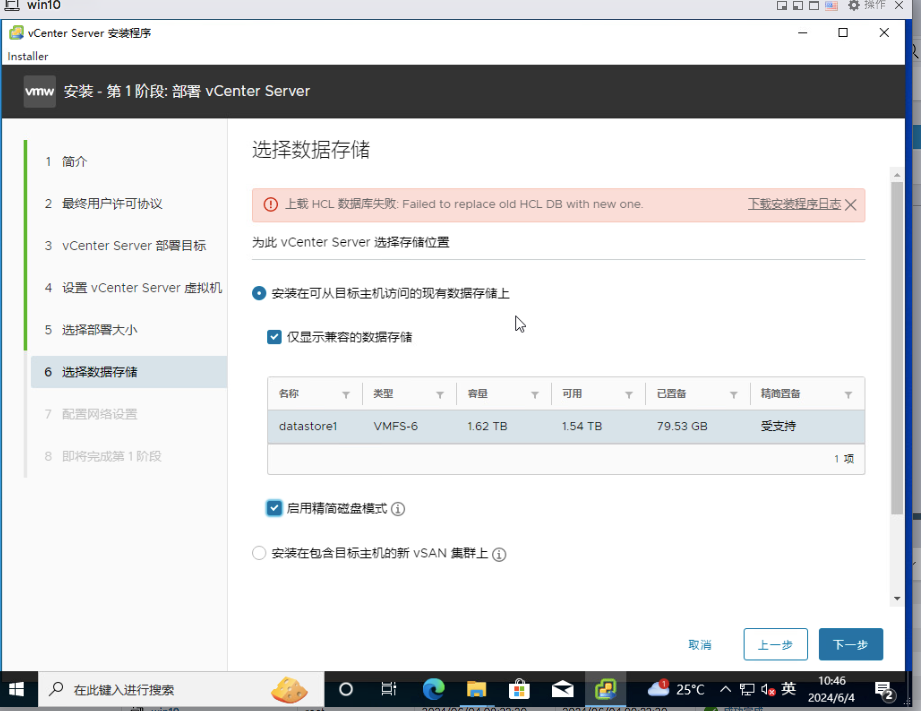 win10
操作
vCenter Server 安装程序
Installer
vmw 安装 - 第 1 阶段: 部署 vCenter Server
1 简介
2 最终用户许可协议
3 vCenter Server 部署目标
4 设置 vCenter Server 虚拟机
5 选择部署大小
6 选择数据存储
7 配置网络设置
8 即将完成第 1 阶段
选择数据存储
上载 HCL 数据库失败: Failed to replace old HCL DB with new one. 下载安装程序日志
为此 vCenter Server 选择存储位置
安装在可从目标主机访问的现有数据存储上
仅显示兼容的数据存储
名称 类型 容量 可用 已置备 精简置备
datastore1 VMFS-6 1.62 TB 1.54 TB 79.53 GB 受支持
1 项
启用精简磁盘模式
安装在包含目标主机的新 vSAN 集群上
取消 上一步 下一步
在此键入进行搜索 1 25°C 英 10:46
2024/6/4 2